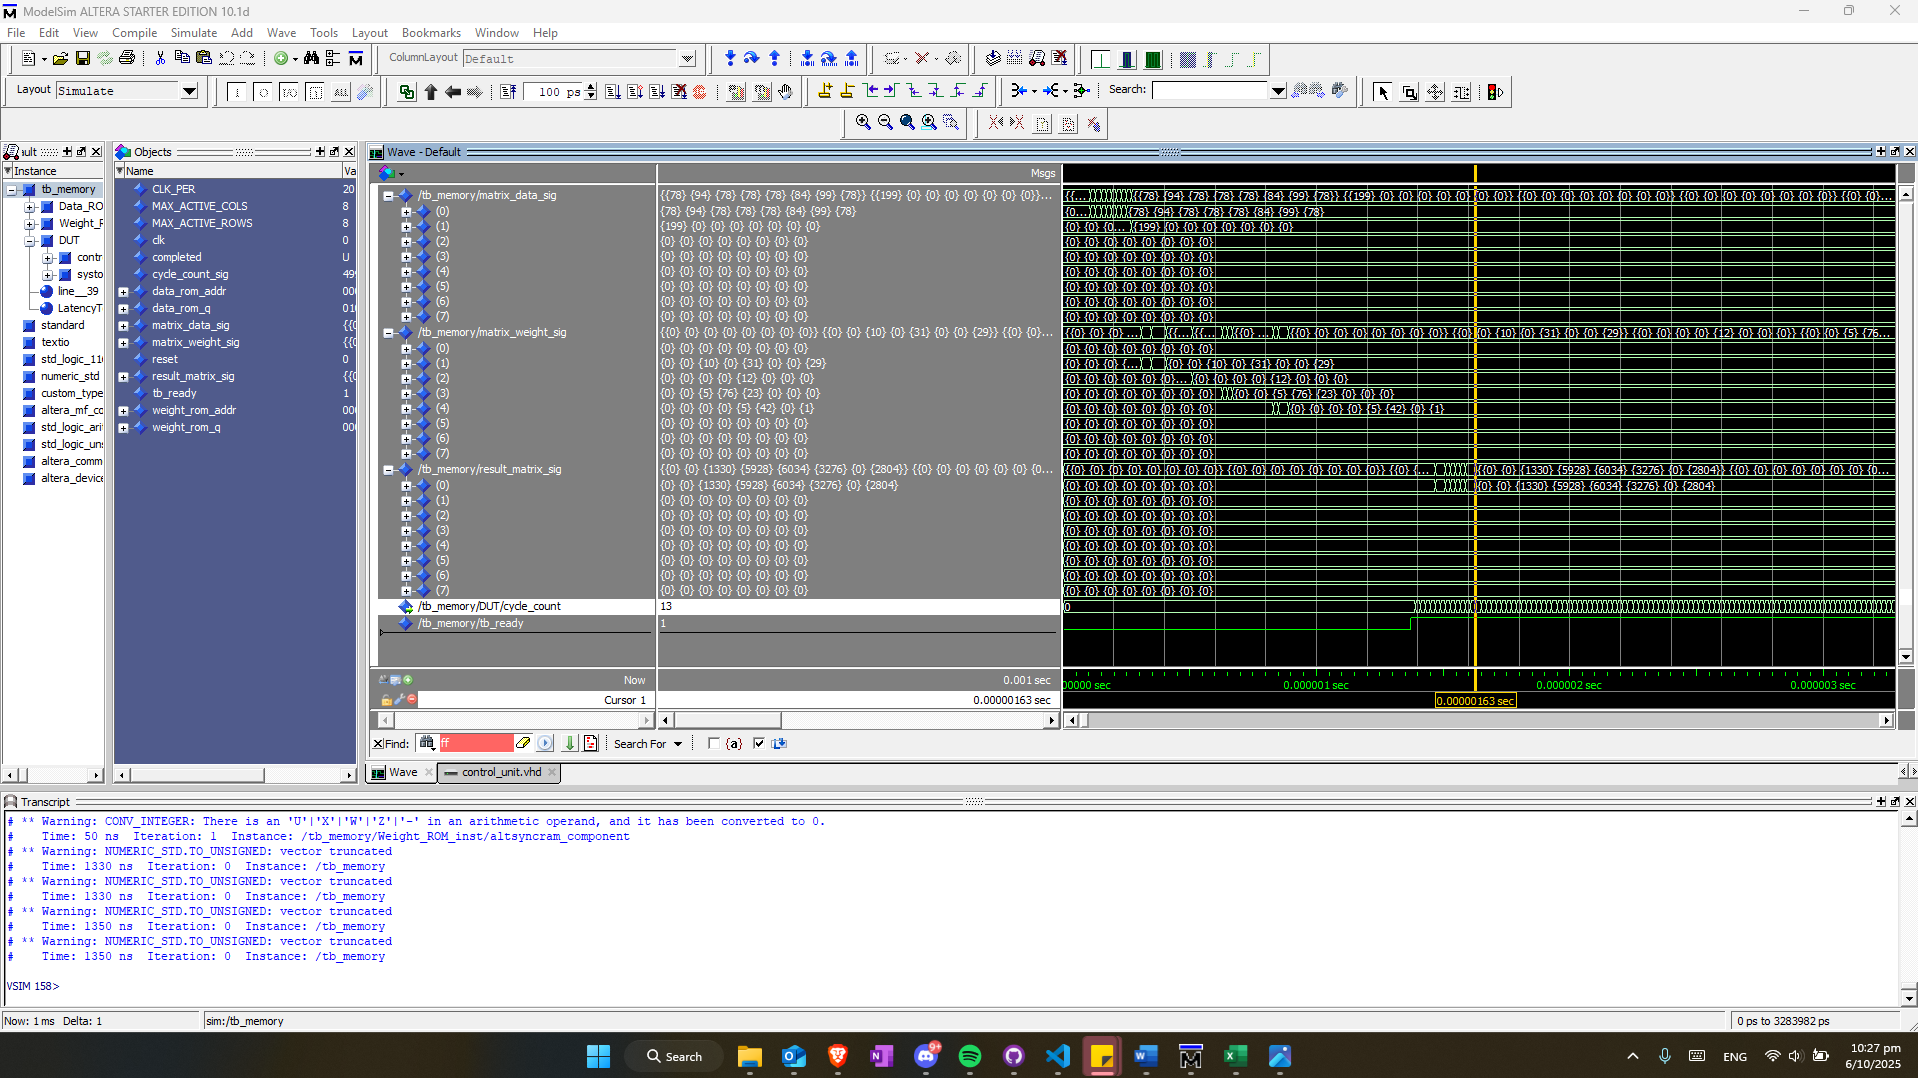 ModelSim ALTERA STARTER EDITION 10.1d
File Edit View Compile Simulate Add Wave Tools Layout Bookmarks Window Help
ColumnLayout Default
Layout Simulate
100 ps
Search:
ault
Instance
tb_memory
Data_RO
Weight_R
DUT
contr
systo
line__39
LatencyT
standard
textio
std_logic_116
numeric_std
custom_type
altera_mf_co
std_logic_arit
std_logic_uns
altera_comm
altera_device
Objects
Name Va
CLK_PER 20
MAX_ACTIVE_COLS 8
MAX_ACTIVE_ROWS 8
clk 0
completed U
cycle_count_sig 499
data_rom_addr 000
data_rom_q 010
matrix_data_sig {{0
matrix_weight_sig {{0
reset 0
result_matrix_sig {{0
tb_ready 1
weight_rom_addr 000
weight_rom_q 000
Wave - Default
Msgs
/tb_memory/matrix_data_sig {{78} {94} {78} {78} {78} {84} {99} {78}} {{199} {0} {0} {0} {0} {0} {0} {0}}...
(0) {78} {94} {78} {78} {78} {84} {99} {78}
(1) {199} {0} {0} {0} {0} {0} {0} {0}
(2) {0} {0} {0} {0} {0} {0} {0} {0}
(3) {0} {0} {0} {0} {0} {0} {0} {0}
(4) {0} {0} {0} {0} {0} {0} {0} {0}
(5) {0} {0} {0} {0} {0} {0} {0} {0}
(6) {0} {0} {0} {0} {0} {0} {0} {0}
(7) {0} {0} {0} {0} {0} {0} {0} {0}
/tb_memory/matrix_weight_sig {{0} {0} {0} {0} {0} {0} {0} {0}} {{0} {0} {10} {0} {31} {0} {0} {29}} {{0} {0}...
(0) {0} {0} {0} {0} {0} {0} {0} {0}
(1) {0} {0} {10} {0} {31} {0} {0} {29}
(2) {0} {0} {0} {0} {12} {0} {0} {0}
(3) {0} {0} {5} {76} {23} {0} {0} {0}
(4) {0} {0} {0} {0} {5} {42} {0} {1}
(5) {0} {0} {0} {0} {0} {0} {0} {0}
(6) {0} {0} {0} {0} {0} {0} {0} {0}
(7) {0} {0} {0} {0} {0} {0} {0} {0}
/tb_memory/result_matrix_sig {{0} {0} {1330} {5928} {6034} {3276} {0} {2804}} {{0} {0} {0} {0} {0} {0} {0...
(0) {0} {0} {1330} {5928} {6034} {3276} {0} {2804}
(1) {0} {0} {0} {0} {0} {0} {0} {0}
(2) {0} {0} {0} {0} {0} {0} {0} {0}
(3) {0} {0} {0} {0} {0} {0} {0} {0}
(4) {0} {0} {0} {0} {0} {0} {0} {0}
(5) {0} {0} {0} {0} {0} {0} {0} {0}
(6) {0} {0} {0} {0} {0} {0} {0} {0}
(7) {0} {0} {0} {0} {0} {0} {0} {0}
/tb_memory/DUT/cycle_count 13 0
/tb_memory/tb_ready 1
Now 0.001 sec 00000 sec 0.000001 sec 0.000002 sec 0.000003 sec
Cursor 1 0.00000163 sec 0.00000163 sec
Find: ff Search For {a}
Wave control_unit.vhd
Transcript
# ** Warning: CONV_INTEGER: There is an 'U'|'X'|'W'|'Z'|'-' in an arithmetic operand, and it has been converted to 0.
# Time: 50 ns Iteration: 1 Instance: /tb_memory/Weight_ROM_inst/altsyncram_component
# ** Warning: NUMERIC_STD.TO_UNSIGNED: vector truncated
# Time: 1330 ns Iteration: 0 Instance: /tb_memory
# ** Warning: NUMERIC_STD.TO_UNSIGNED: vector truncated
# Time: 1330 ns Iteration: 0 Instance: /tb_memory
# ** Warning: NUMERIC_STD.TO_UNSIGNED: vector truncated
# Time: 1350 ns Iteration: 0 Instance: /tb_memory
# ** Warning: NUMERIC_STD.TO_UNSIGNED: vector truncated
# Time: 1350 ns Iteration: 0 Instance: /tb_memory
VSIM 158>
Now: 1 ms Delta: 1 sim:/tb_memory 0 ps to 3283982 ps
Search
ENG
10:27 pm
6/10/2025